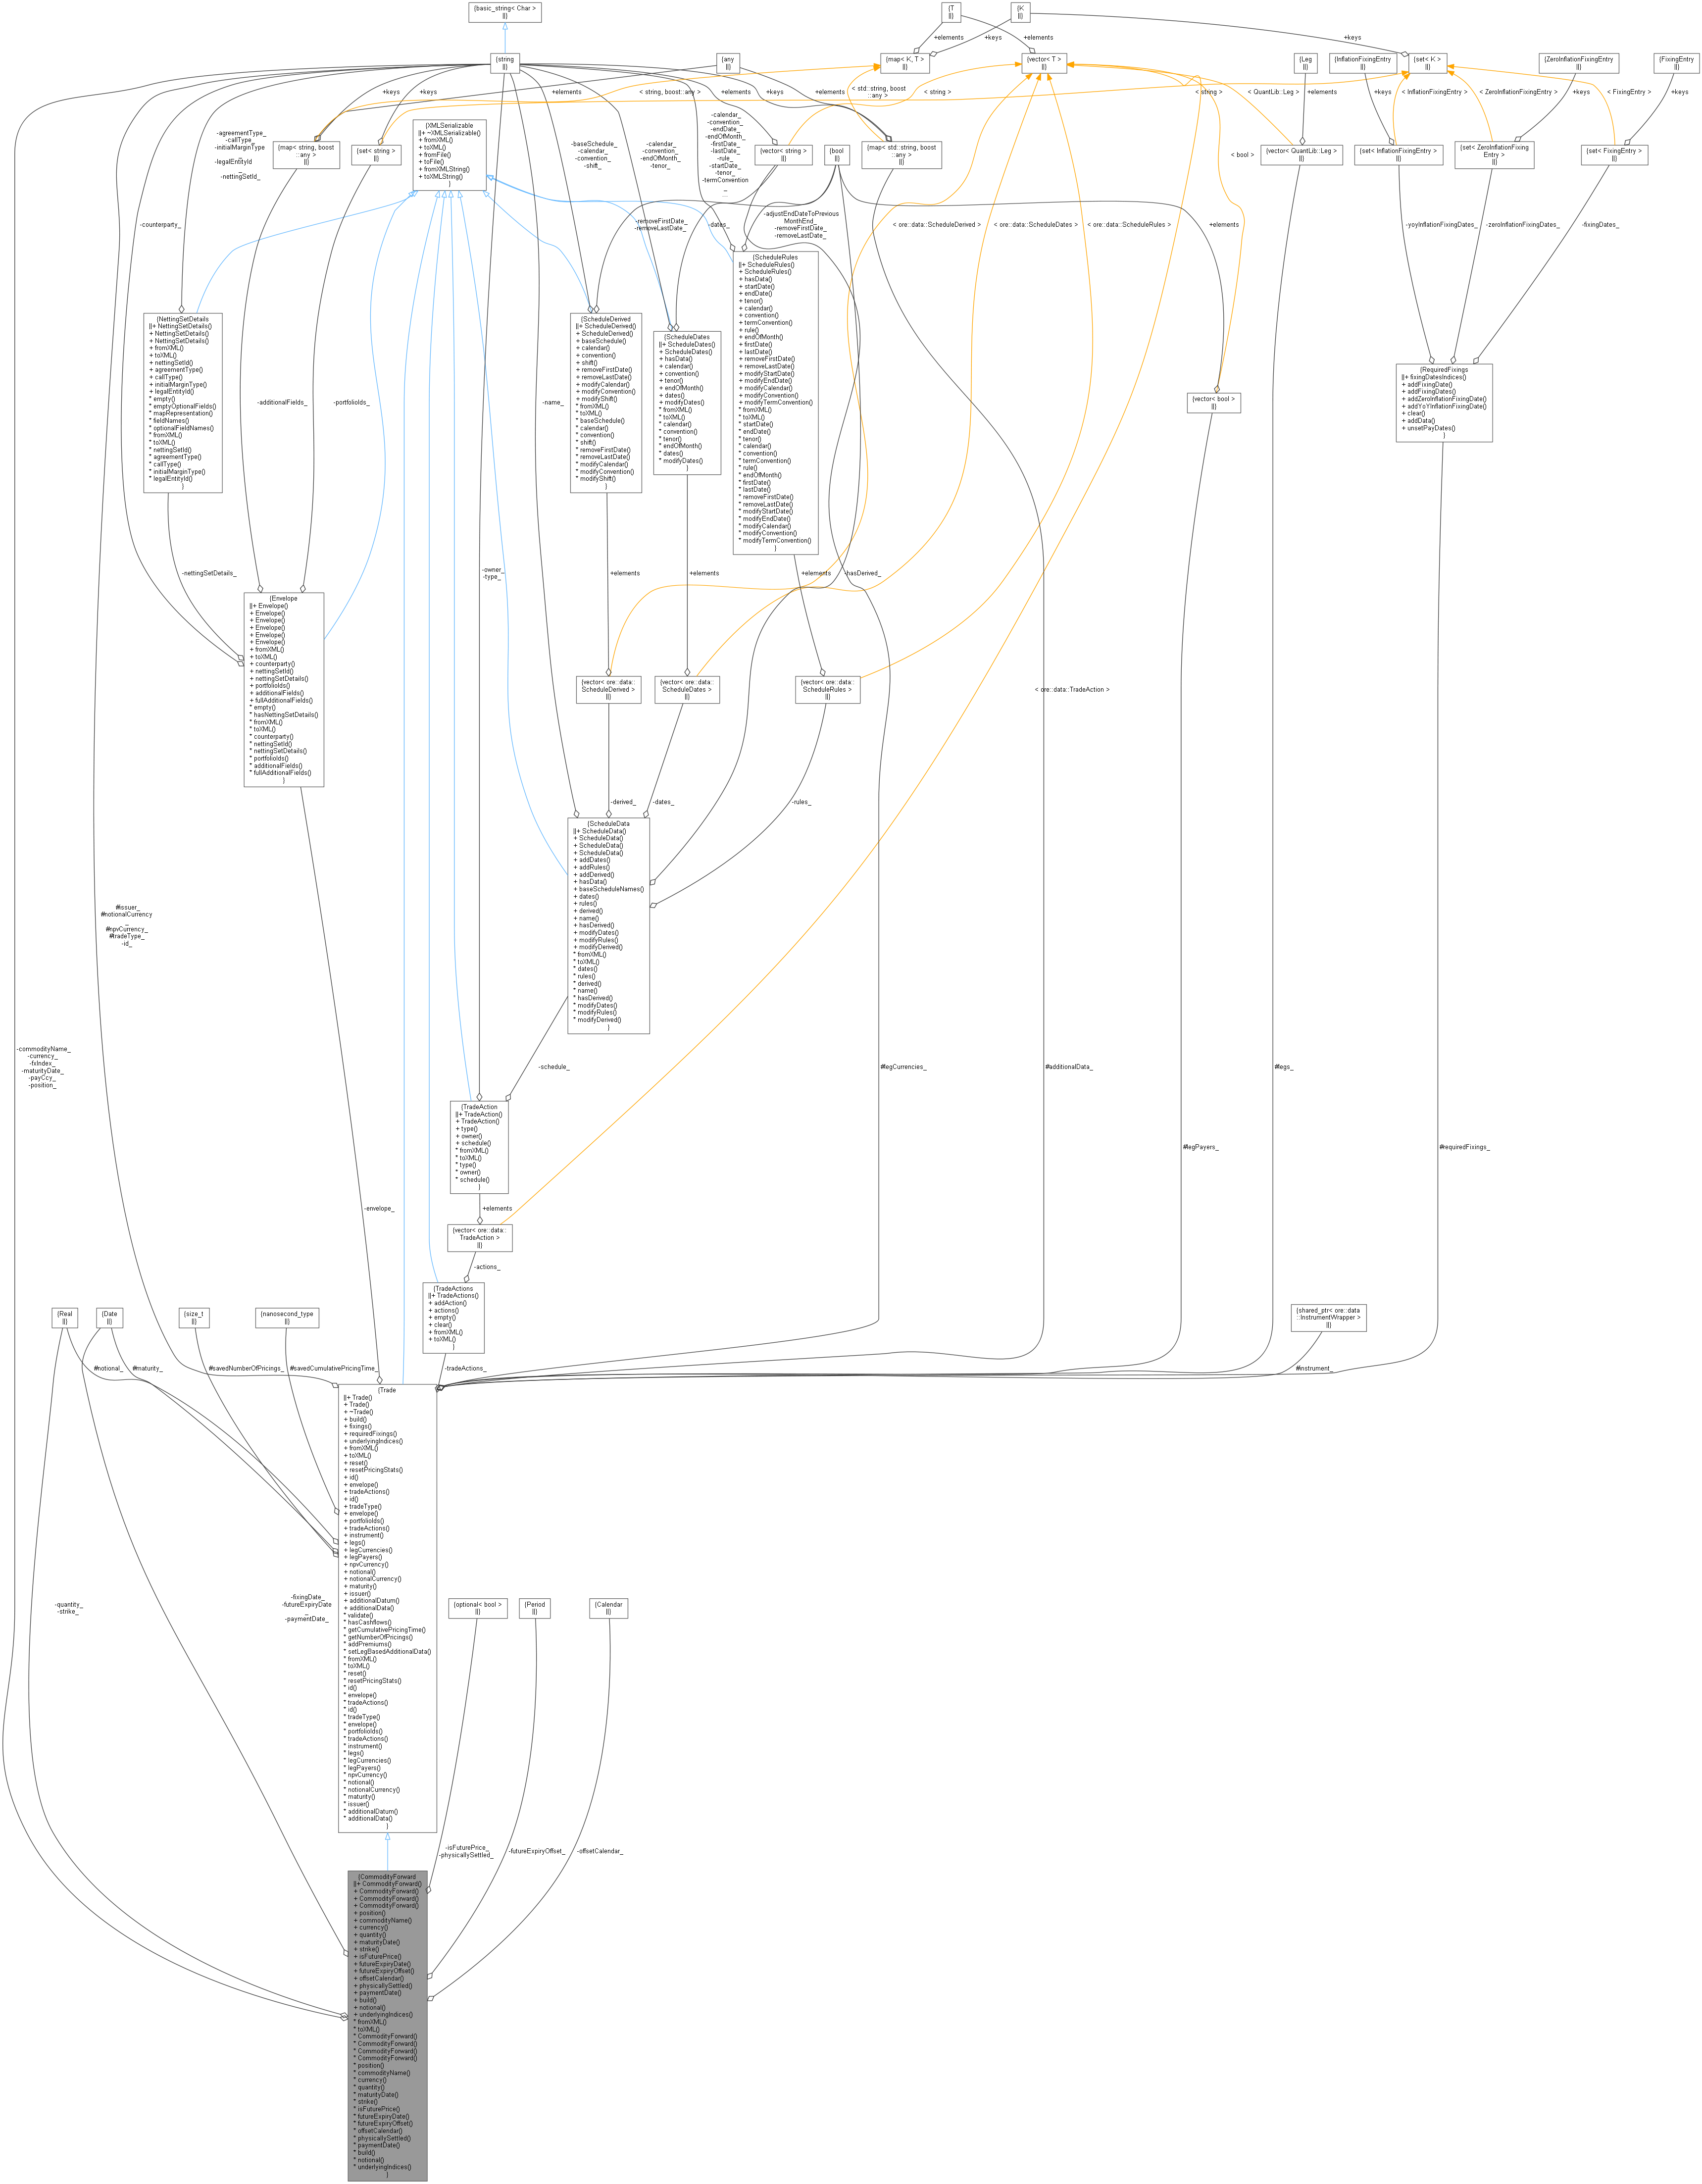 {basic_string< Char >
||}
{T
||}
{K
||}
+elements
+keys
+elements
+keys
{string
||}
{any
||}
{map< K, T >
||}
{vector< T >
||}
{Leg
||}
{InflationFixingEntry
||}
{set< K >
||}
{ZeroInflationFixingEntry
||}
{FixingEntry
||}
+keys
+keys
+elements
+elements
+keys
+elements
< string, boost::any >
< std::string, boost
::any >
< string >
< string >
< QuantLib::Leg >
+elements
+keys
< InflationFixingEntry >
< ZeroInflationFixingEntry >
+keys
< FixingEntry >
+keys
{XMLSerializable
||+ ~XMLSerializable()
+ fromXML()
+ toXML()
+ fromFile()
+ toFile()
+ fromXMLString()
+ toXMLString()
}
-agreementType_
-callType_
-initialMarginType
_
-legalEntityId
_
-nettingSetId_
{map< string, boost
::any >
||}
{set< string >
||}
-baseSchedule_
-calendar_
-convention_
-shift_
-calendar_
-convention_
-endOfMonth_
-tenor_
-calendar_
-convention_
-endDate_
-endOfMonth_
-firstDate_
-lastDate_
-rule_
-startDate_
-tenor_
-termConvention
_
{vector< string >
||}
{bool
||}
{map< std::string, boost
::any >
||}
< bool >
{vector< QuantLib::Leg >
||}
{set< InflationFixingEntry >
||}
{set< ZeroInflationFixing
Entry >
||}
{set< FixingEntry >
||}
-counterparty_
-removeFirstDate_
-removeLastDate_
-dates_
-adjustEndDateToPrevious
MonthEnd_
-removeFirstDate_
-removeLastDate_
< ore::data::ScheduleDerived >
< ore::data::ScheduleDates >
< ore::data::ScheduleRules >
+elements
-yoyInflationFixingDates_
-zeroInflationFixingDates_
-fixingDates_
{NettingSetDetails
||+ NettingSetDetails()
+ NettingSetDetails()
+ NettingSetDetails()
+ fromXML()
+ toXML()
+ nettingSetId()
+ agreementType()
+ callType()
+ initialMarginType()
+ legalEntityId()
* empty()
* emptyOptionalFields()
* mapRepresentation()
* fieldNames()
* optionalFieldNames()
* fromXML()
* toXML()
* nettingSetId()
* agreementType()
* callType()
* initialMarginType()
* legalEntityId()
}
-additionalFields_
-portfolioIds_
-name_
{ScheduleDerived
||+ ScheduleDerived()
+ ScheduleDerived()
+ baseSchedule()
+ calendar()
+ convention()
+ shift()
+ removeFirstDate()
+ removeLastDate()
+ modifyCalendar()
+ modifyConvention()
+ modifyShift()
* fromXML()
* toXML()
* baseSchedule()
* calendar()
* convention()
* shift()
* removeFirstDate()
* removeLastDate()
* modifyCalendar()
* modifyConvention()
* modifyShift()
}
{ScheduleDates
||+ ScheduleDates()
+ ScheduleDates()
+ hasData()
+ calendar()
+ convention()
+ tenor()
+ endOfMonth()
+ dates()
+ modifyDates()
* fromXML()
* toXML()
* calendar()
* convention()
* tenor()
* endOfMonth()
* dates()
* modifyDates()
}
{ScheduleRules
||+ ScheduleRules()
+ ScheduleRules()
+ hasData()
+ startDate()
+ endDate()
+ tenor()
+ calendar()
+ convention()
+ termConvention()
+ rule()
+ endOfMonth()
+ firstDate()
+ lastDate()
+ removeFirstDate()
+ removeLastDate()
+ modifyStartDate()
+ modifyEndDate()
+ modifyCalendar()
+ modifyConvention()
+ modifyTermConvention()
* fromXML()
* toXML()
* startDate()
* endDate()
* tenor()
* calendar()
* convention()
* termConvention()
* rule()
* endOfMonth()
* firstDate()
* lastDate()
* removeFirstDate()
* removeLastDate()
* modifyStartDate()
* modifyEndDate()
* modifyCalendar()
* modifyConvention()
* modifyTermConvention()
}
{vector< bool >
||}
{RequiredFixings
||+ fixingDatesIndices()
+ addFixingDate()
+ addFixingDates()
+ addZeroInflationFixingDate()
+ addYoYInflationFixingDate()
+ clear()
+ addData()
+ unsetPayDates()
}
-nettingSetDetails_
-owner_
-type_
+elements
+elements
+elements
-hasDerived_
{Envelope
||+ Envelope()
+ Envelope()
+ Envelope()
+ Envelope()
+ Envelope()
+ Envelope()
+ fromXML()
+ toXML()
+ counterparty()
+ nettingSetId()
+ nettingSetDetails()
+ portfolioIds()
+ additionalFields()
+ fullAdditionalFields()
* empty()
* hasNettingSetDetails()
* fromXML()
* toXML()
* counterparty()
* nettingSetId()
* nettingSetDetails()
* portfolioIds()
* additionalFields()
* fullAdditionalFields()
}
{vector< ore::data::
ScheduleDerived >
||}
{vector< ore::data::
ScheduleDates >
||}
{vector< ore::data::
ScheduleRules >
||}
< ore::data::TradeAction >
-derived_
-dates_
-rules_
{ScheduleData
||+ ScheduleData()
+ ScheduleData()
+ ScheduleData()
+ ScheduleData()
+ addDates()
+ addRules()
+ addDerived()
+ hasData()
+ baseScheduleNames()
+ dates()
+ rules()
+ derived()
+ name()
+ hasDerived()
+ modifyDates()
+ modifyRules()
+ modifyDerived()
* fromXML()
* toXML()
* dates()
* rules()
* derived()
* name()
* hasDerived()
* modifyDates()
* modifyRules()
* modifyDerived()
}
#issuer_
#notionalCurrency
_
#npvCurrency_
#tradeType_
-id_
-commodityName_
-currency_
-fxIndex_
-maturityDate_
-payCcy_
-position_
-schedule_
#legCurrencies_
#additionalData_
#legs_
{TradeAction
||+ TradeAction()
+ TradeAction()
+ type()
+ owner()
+ schedule()
* fromXML()
* toXML()
* type()
* owner()
* schedule()
}
#legPayers_
#requiredFixings_
-envelope_
+elements
{vector< ore::data::
TradeAction >
||}
-actions_
{TradeActions
||+ TradeActions()
+ addAction()
+ actions()
+ empty()
+ clear()
+ fromXML()
+ toXML()
}
{Real
||}
{Date
||}
{size_t
||}
{nanosecond_type
||}
{shared_ptr< ore::data
::InstrumentWrapper >
||}
#notional_
#maturity_
#savedNumberOfPricings_
#savedCumulativePricingTime_
-tradeActions_
#instrument_
{Trade
||+ Trade()
+ Trade()
+ ~Trade()
+ build()
+ fixings()
+ requiredFixings()
+ underlyingIndices()
+ fromXML()
+ toXML()
+ reset()
+ resetPricingStats()
+ id()
+ envelope()
+ tradeActions()
+ id()
+ tradeType()
+ envelope()
+ portfolioIds()
+ tradeActions()
+ instrument()
+ legs()
+ legCurrencies()
+ legPayers()
+ npvCurrency()
+ notional()
+ notionalCurrency()
+ maturity()
+ issuer()
+ additionalDatum()
+ additionalData()
* validate()
* hasCashflows()
* getCumulativePricingTime()
* getNumberOfPricings()
* addPremiums()
* setLegBasedAdditionalData()
* fromXML()
* toXML()
* reset()
* resetPricingStats()
* id()
* envelope()
* tradeActions()
* id()
* tradeType()
* envelope()
* portfolioIds()
* tradeActions()
* instrument()
* legs()
* legCurrencies()
* legPayers()
* npvCurrency()
* notional()
* notionalCurrency()
* maturity()
* issuer()
* additionalDatum()
* additionalData()
}
-quantity_
-strike_
-fixingDate_
-futureExpiryDate
_
-paymentDate_
{optional< bool >
||}
{Period
||}
{Calendar
||}
-isFuturePrice_
-physicallySettled_
-futureExpiryOffset_
-offsetCalendar_
{CommodityForward
||+ CommodityForward()
+ CommodityForward()
+ CommodityForward()
+ CommodityForward()
+ position()
+ commodityName()
+ currency()
+ quantity()
+ maturityDate()
+ strike()
+ isFuturePrice()
+ futureExpiryDate()
+ futureExpiryOffset()
+ offsetCalendar()
+ physicallySettled()
+ paymentDate()
+ build()
+ notional()
+ underlyingIndices()
* fromXML()
* toXML()
* CommodityForward()
* CommodityForward()
* CommodityForward()
* CommodityForward()
* position()
* commodityName()
* currency()
* quantity()
* maturityDate()
* strike()
* isFuturePrice()
* futureExpiryDate()
* futureExpiryOffset()
* offsetCalendar()
* physicallySettled()
* paymentDate()
* build()
* notional()
* underlyingIndices()
}